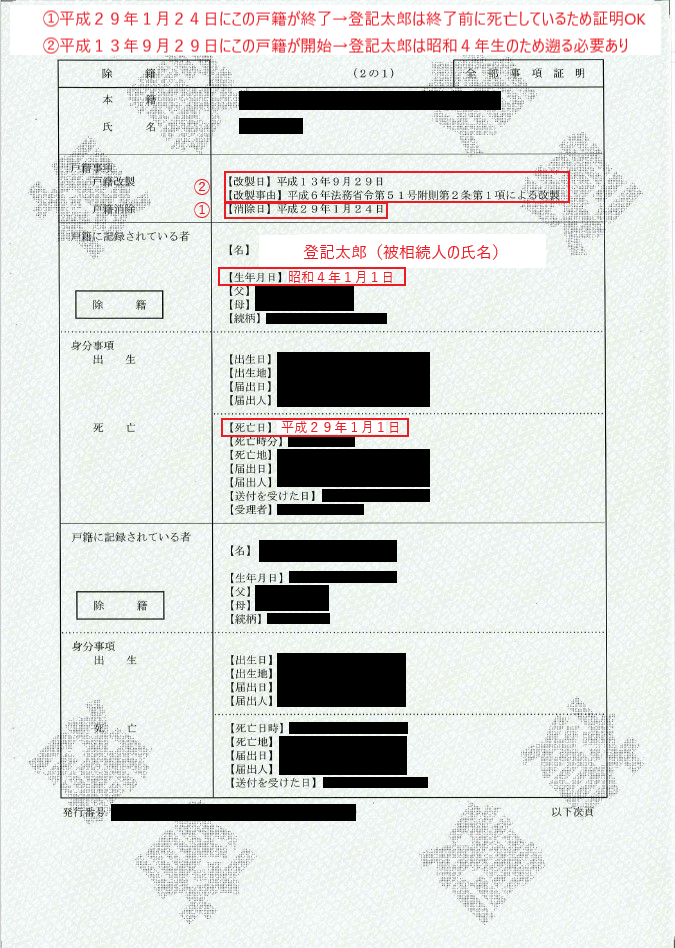 ①平成２９年１月２４日にこの戸籍が終了→登記太郎は終了前に死亡しているため証明OK
②平成１３年９月２９日にこの戸籍が開始→登記太郎は昭和４年生のため遡る必要あり
除　籍　（２の１）　全部事項証明
本　籍
氏　名
戸籍事項
戸籍改製　②　【改製日】平成１３年９月２９日
【改製事由】平成６年法務省令第５１号附則第２条第１項による改製
戸籍消除　①　【消除日】平成２９年１月２４日
戸籍に記録されている者
【名】　登記太郎（被相続人の氏名）
【生年月日】昭和４年１月１日
【父】
除　籍　【母】
【続柄】
身分事項
出　生　【出生日】
【出生地】
【届出日】
【届出人】
死　亡　【死亡日】平成２９年１月１日
【死亡時分】
【死亡地】
【届出日】
【届出人】
【送付を受けた日】
【受理者】
戸籍に記録されている者
【名】
【生年月日】
【父】
除　籍　【母】
【続柄】
身分事項
出　生　【出生日】
【出生地】
【届出日】
【届出人】
死　亡　【死亡日時】
【死亡地】
【届出日】
【届出人】
【送付を受けた日】
発行番号　以下次頁